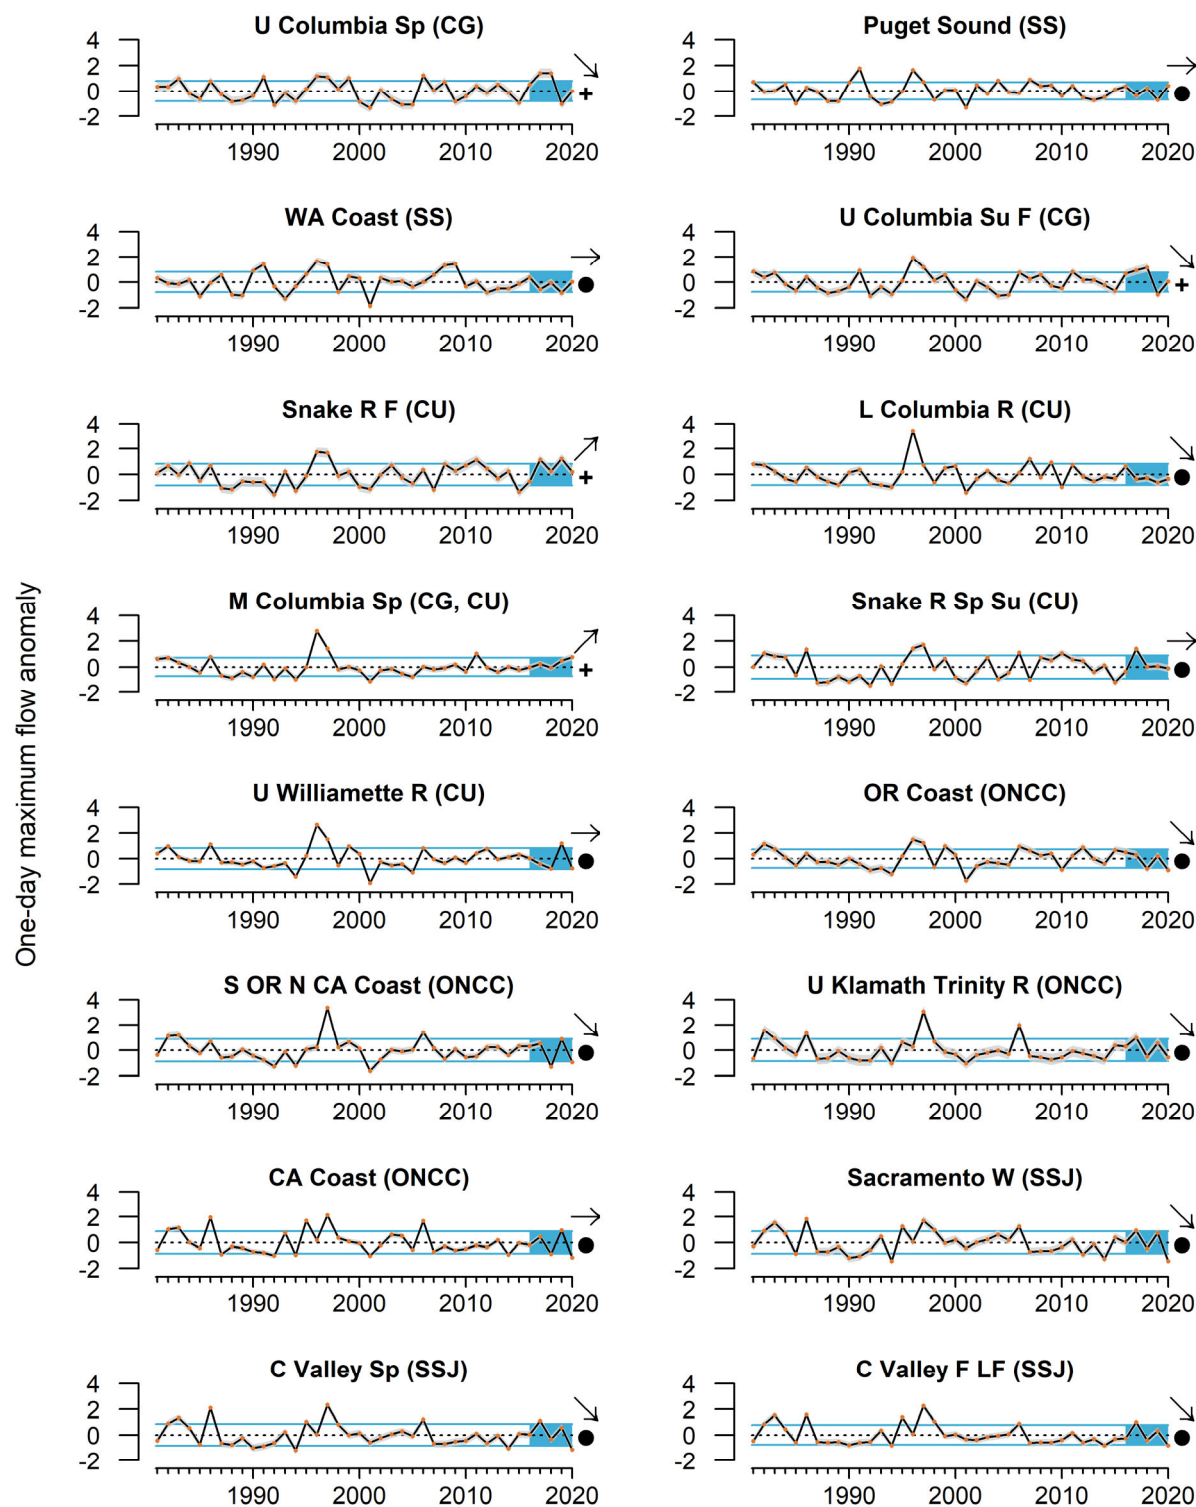 U Columbia Sp (CG)
4
2
0
-2
+
1990 2000 2010 2020
Puget Sound (SS)
4
2
0
-2
1990 2000 2010 2020
WA Coast (SS)
4
2
0
-2
1990 2000 2010 2020
U Columbia Su F (CG)
4
2
0
-2
+
1990 2000 2010 2020
Snake R F (CU)
4
2
0
-2
+
1990 2000 2010 2020
L Columbia R (CU)
4
2
0
-2
1990 2000 2010 2020
One-day maximum flow anomaly
M Columbia Sp (CG, CU)
4
2
0
-2
+
1990 2000 2010 2020
Snake R Sp Su (CU)
4
2
0
-2
1990 2000 2010 2020
U Williamette R (CU)
4
2
0
-2
1990 2000 2010 2020
OR Coast (ONCC)
4
2
0
-2
1990 2000 2010 2020
S OR N CA Coast (ONCC)
4
2
0
-2
1990 2000 2010 2020
U Klamath Trinity R (ONCC)
4
2
0
-2
1990 2000 2010 2020
CA Coast (ONCC)
4
2
0
-2
1990 2000 2010 2020
Sacramento W (SSJ)
4
2
0
-2
1990 2000 2010 2020
C Valley Sp (SSJ)
4
2
0
-2
1990 2000 2010 2020
C Valley F LF (SSJ)
4
2
0
-2
1990 2000 2010 2020